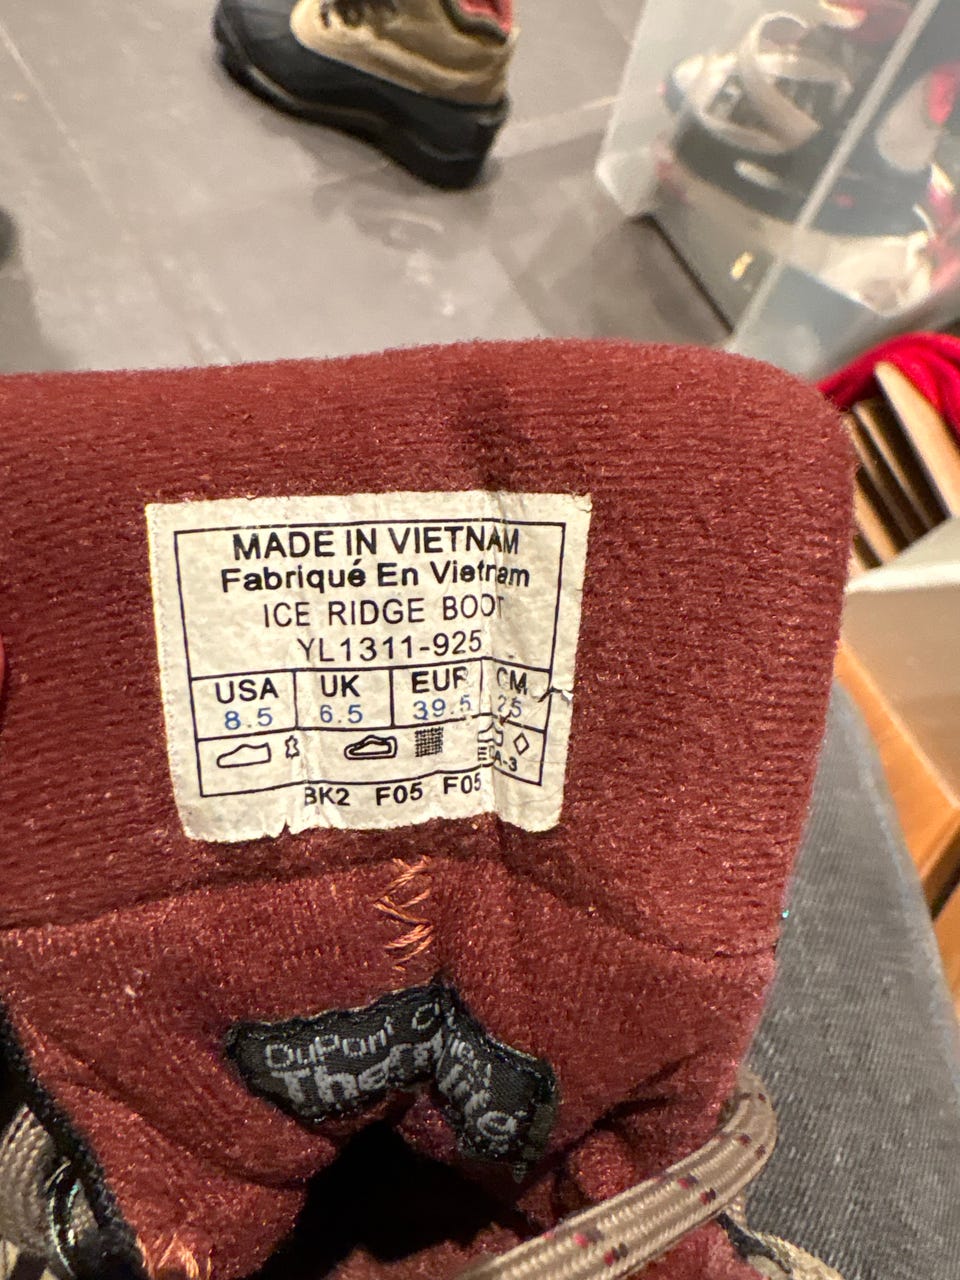 MADE IN VIETNAM
Fabriqué En Vietnam
ICE RIDGE BOOT
YL1311-925
USA UK EUR CM
8.5 6.5 39.5 25
BK2 F05 F05
DuPont
Thermolite